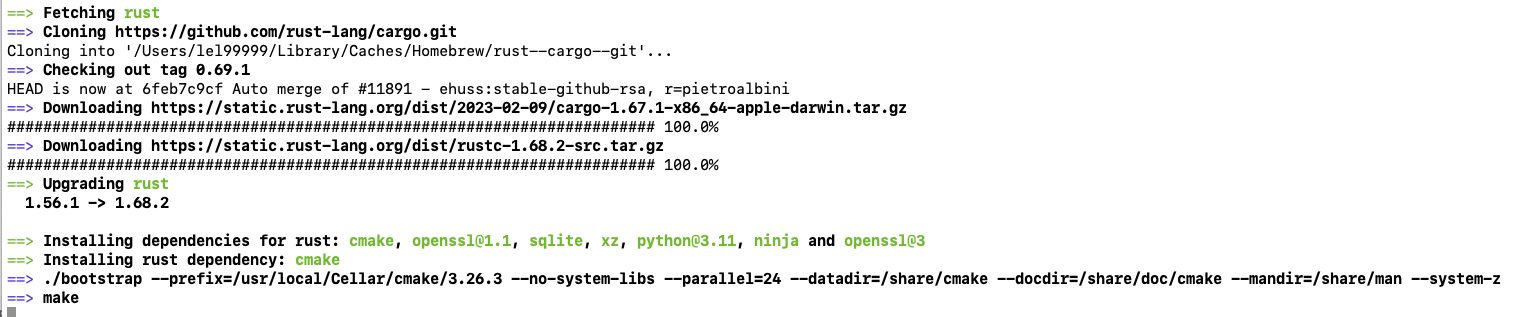 ==> Fetching rust
==> Cloning https://github.com/rust-lang/cargo.git
Cloning into '/Users/lel99999/Library/Caches/Homebrew/rust--cargo--git'...
==> Checking out tag 0.69.1
HEAD is now at 6feb7c9cf Auto merge of #11891 - ehuss:stable-github-rsa, r=pietroalbini
==> Downloading https://static.rust-lang.org/dist/2023-02-09/cargo-1.67.1-x86_64-apple-darwin.tar.gz
######################################################################## 100.0%
==> Downloading https://static.rust-lang.org/dist/rustc-1.68.2-src.tar.gz
######################################################################## 100.0%
==> Upgrading rust
  1.56.1 -> 1.68.2
==> Installing dependencies for rust: cmake, openssl@1.1, sqlite, xz, python@3.11, ninja and openssl@3
==> Installing rust dependency: cmake
==> ./bootstrap --prefix=/usr/local/Cellar/cmake/3.26.3 --no-system-libs --parallel=24 --datadir=/share/cmake --docdir=/share/doc/cmake --mandir=/share/man --system-z
==> make